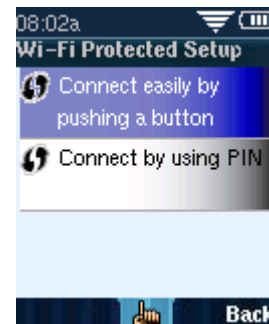 08:02a
Wi-Fi Protected Setup
Connect easily by
pushing a button
Connect by using PIN
Back